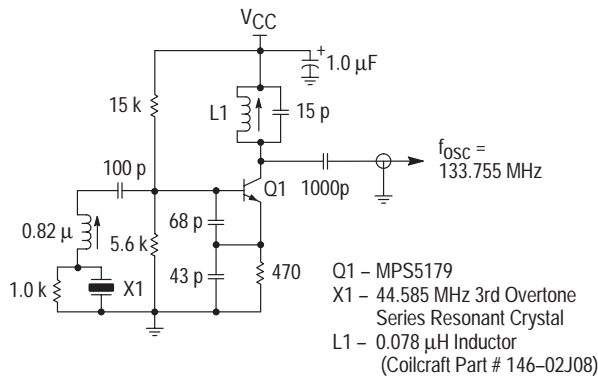 VCC
+
1.0 µF
15 k
L1
15 p
fosc =
133.755 MHz
100 p
Q1
1000p
0.82 µ
68 p
5.6 k
43 p
470
1.0 k
X1
Q1 – MPS5179
X1 – 44.585 MHz 3rd Overtone
Series Resonant Crystal
L1 – 0.078 µH Inductor
(Coilcraft Part # 146–02J08)